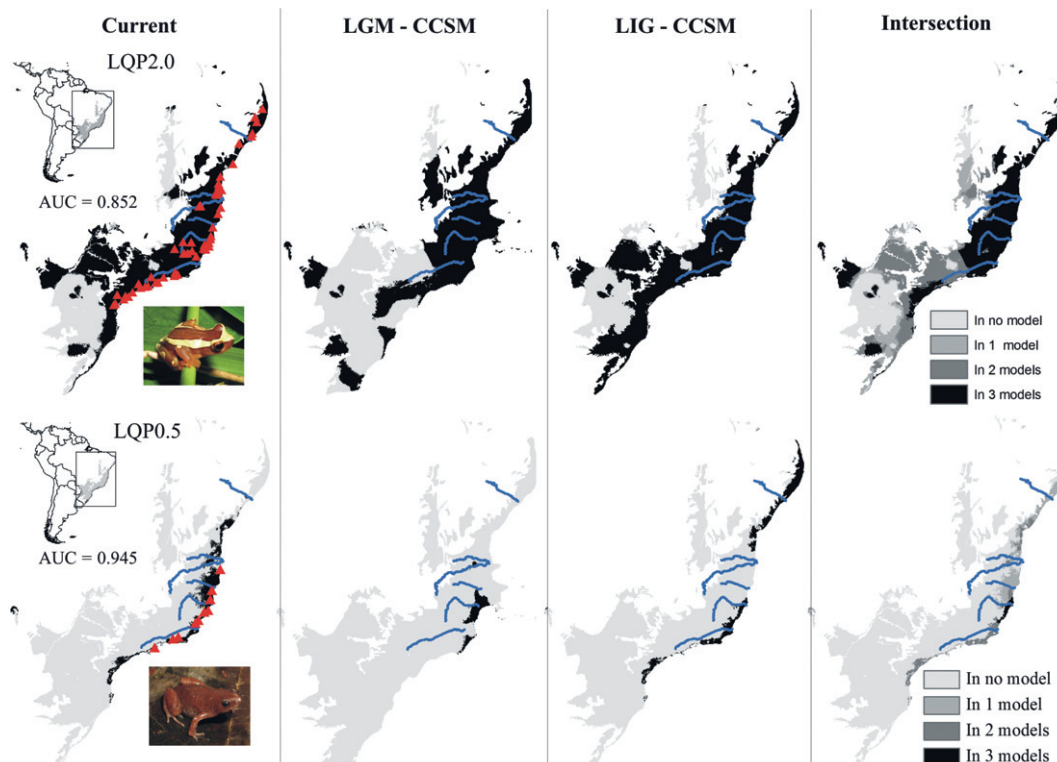 Current
LGM - CCSM
LIG - CCSM
Intersection
LQP2.0
AUC = 0.852
In no model
In 1 model
In 2 models
In 3 models
LQP0.5
AUC = 0.945
In no model
In 1 model
In 2 models
In 3 models